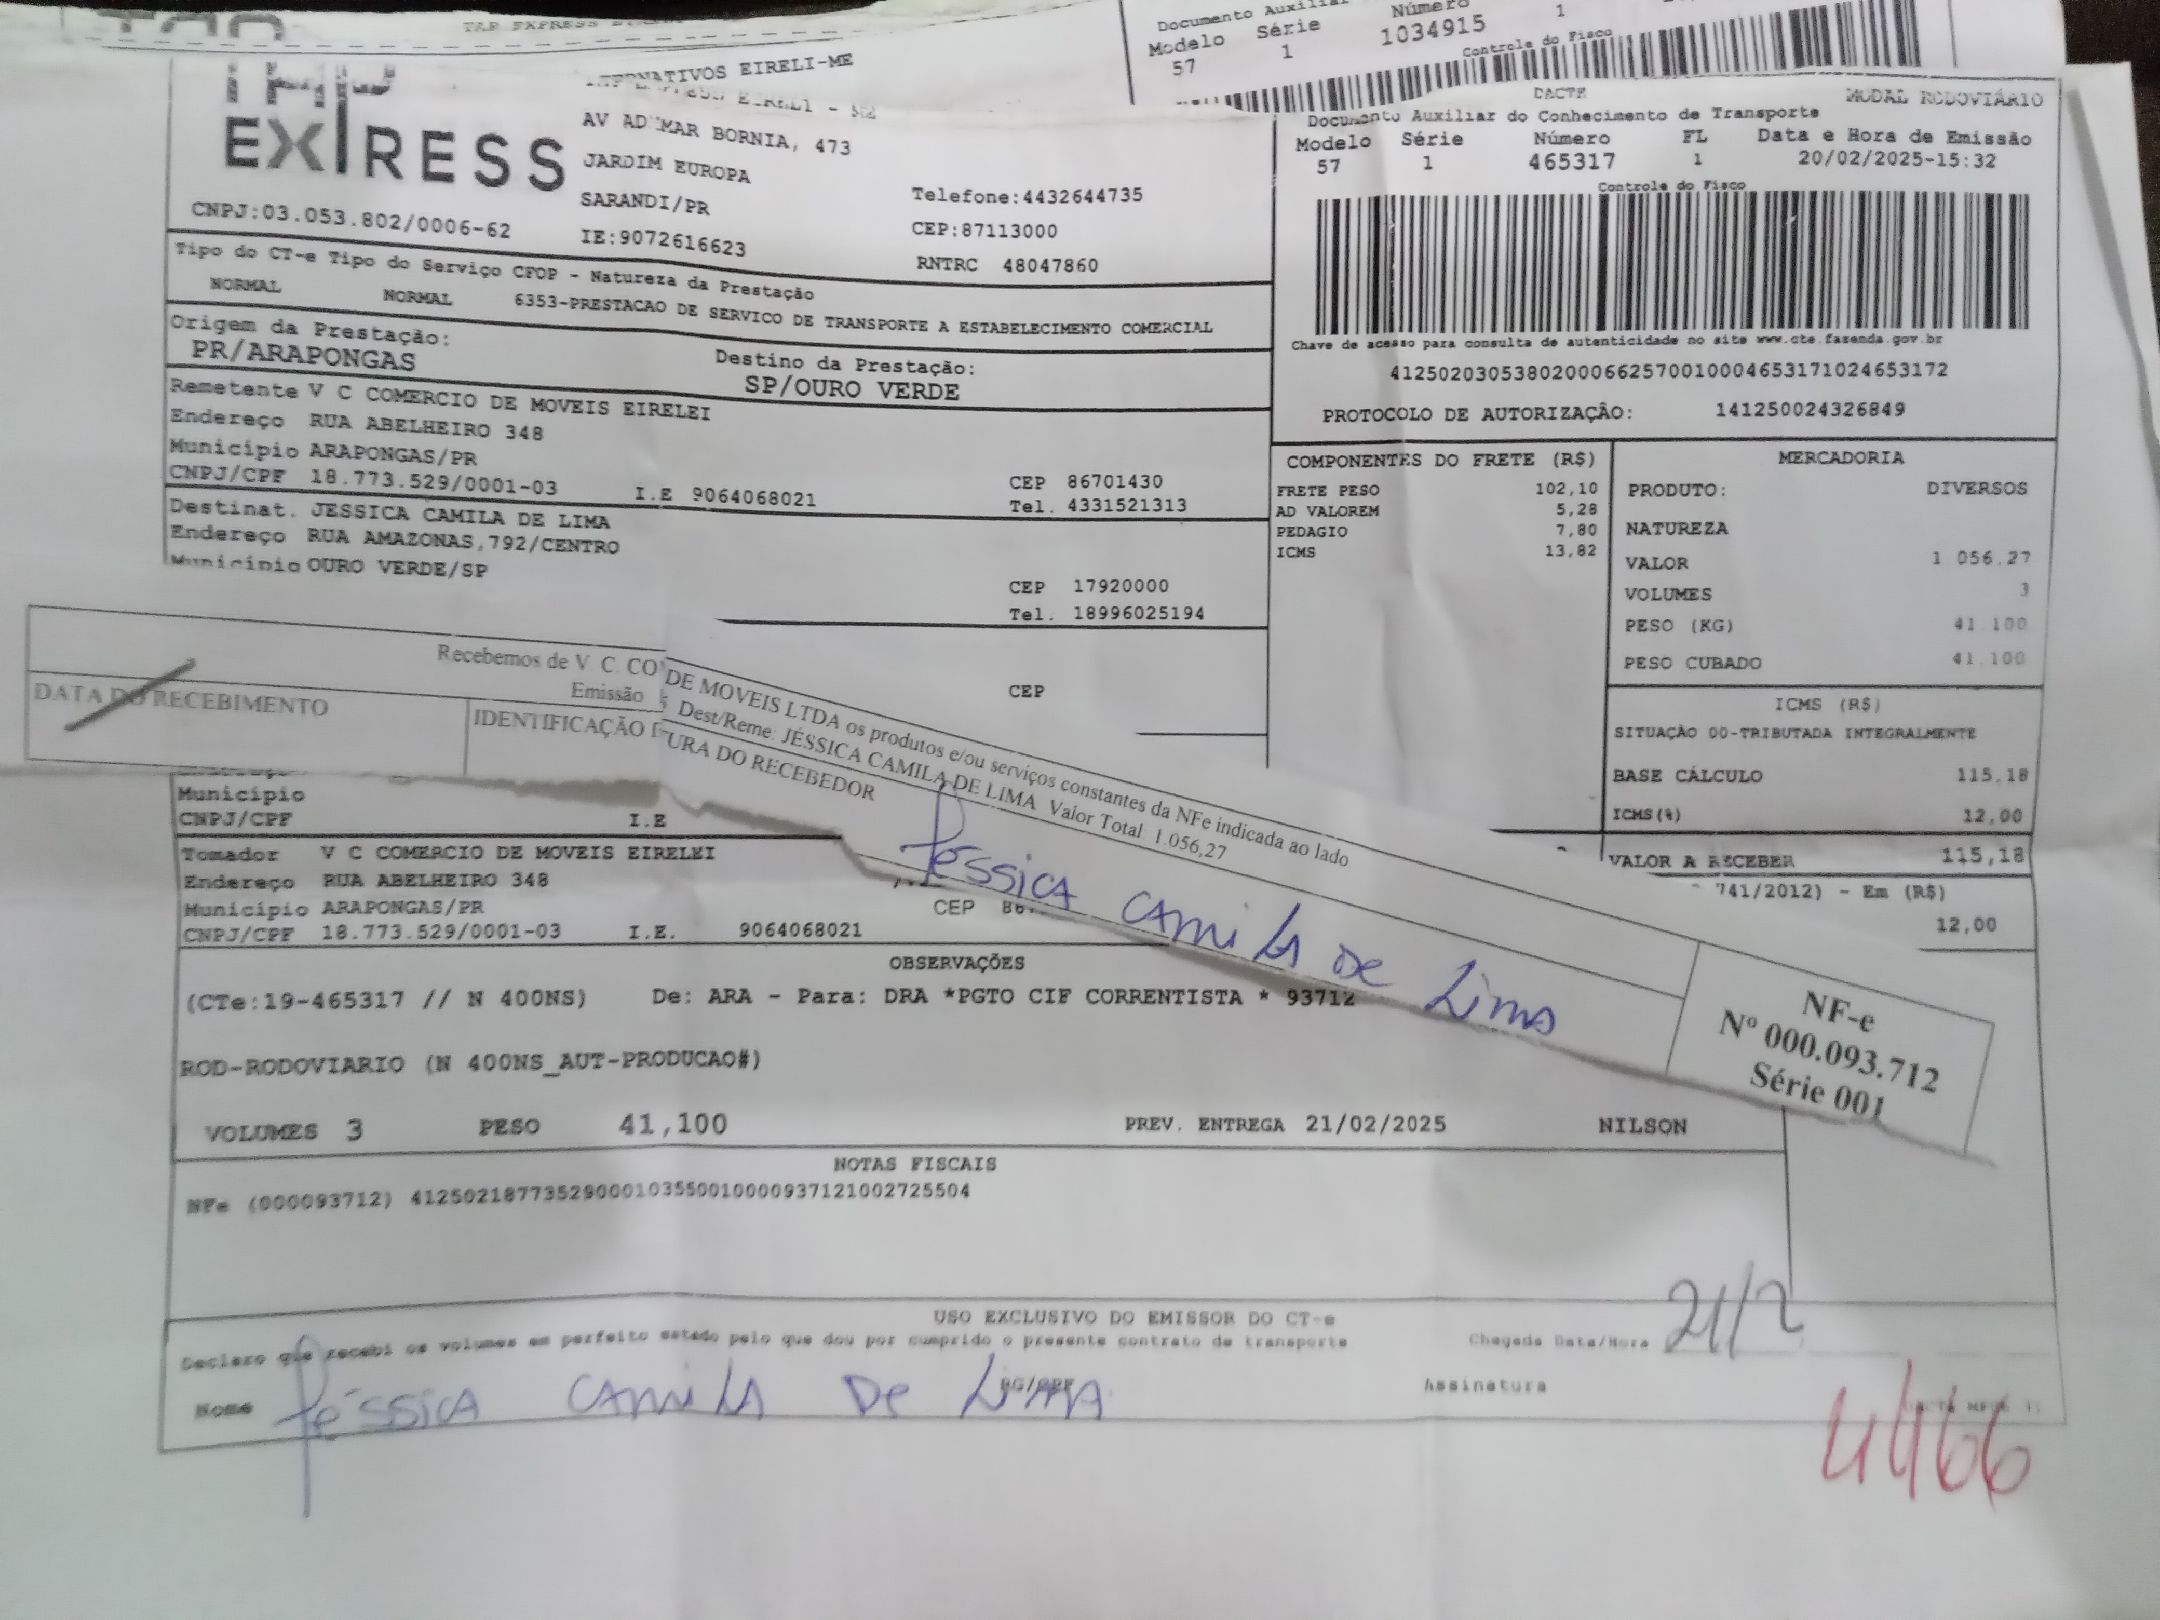 TAP EXPRESS
Documento Auxiliar
Modelo Série Número 1
57 1 1034915
Controle do Fisco
EXPRESS
EIRELI-ME
AV ADEMAR BORNIA, 473
JARDIM EUROPA
SARANDI/PR
Telefone:4432644735
CNPJ:03.053.802/0006-62
IE:9072616623
CEP:87113000
RNTRC 48047860
DACTE MODAL RODOVIÁRIO
Documento Auxiliar do Conhecimento de Transporte
Modelo Série Número FL Data e Hora de Emissão
57 1 465317 1 20/02/2025-15:32
Controle do Fisco
Chave de acesso para consulta de autenticidade no site www.cte.fazenda.gov.br
41250203053802000662570010004653171024653172
PROTOCOLO DE AUTORIZAÇÃO: 141250024326849
Tipo do CT-e Tipo do Serviço CFOP - Natureza da Prestação
NORMAL NORMAL 6353-PRESTACAO DE SERVICO DE TRANSPORTE A ESTABELECIMENTO COMERCIAL
Origem da Prestação: Destino da Prestação:
PR/ARAPONGAS SP/OURO VERDE
Remetente V C COMERCIO DE MOVEIS EIRELEI
Endereço RUA ABELHEIRO 348
Município ARAPONGAS/PR CEP 86701430
CNPJ/CPF 18.773.529/0001-03 I.E 9064068021 Tel. 4331521313
Destinat. JESSICA CAMILA DE LIMA
Endereço RUA AMAZONAS,792/CENTRO
Município OURO VERDE/SP CEP 17920000
Tel. 18996025194
CEP
COMPONENTES DO FRETE (R$)
FRETE PESO 102,10
AD VALOREM 5,28
PEDAGIO 7,80
ICMS 13,82
MERCADORIA
PRODUTO: DIVERSOS
NATUREZA
VALOR 1 056,27
VOLUMES 3
PESO (KG) 41.100
PESO CUBADO 41.100
ICMS (R$)
SITUAÇÃO 00-TRIBUTADA INTEGRALMENTE
BASE CÁLCULO 115,18
ICMS(%) 12,00
VALOR A RECEBER 115,18
741/2012) - Em (R$)
12,00
Recebemos de V. C. CO DE MOVEIS LTDA os produtos e/ou serviços constantes da NFe indicada ao lado
Emissão Dest/Reme: JÉSSICA CAMILA DE LIMA Valor Total: 1.056,27
DATA DO RECEBIMENTO IDENTIFICAÇÃO URA DO RECEBEDOR
Jéssica Camila De Lima
NF-e
Nº 000.093.712
Série 001
Município
CNPJ/CPF I.E
Tomador V C COMERCIO DE MOVEIS EIRELEI
Endereço RUA ABELHEIRO 348
Município ARAPONGAS/PR CEP
CNPJ/CPF 18.773.529/0001-03 I.E. 9064068021
OBSERVAÇÕES
(CTe:19-465317 // N 400NS) De: ARA - Para: DRA *PGTO CIF CORRENTISTA * 93712
ROD-RODOVIARIO (N 400NS_AUT-PRODUCAO#)
VOLUMES 3 PESO 41,100 PREV. ENTREGA 21/02/2025 NILSON
NOTAS FISCAIS
NFe (000093712) 41250218773529000103550010000937121002725504
USO EXCLUSIVO DO EMISSOR DO CT-e
Declaro que recebi os volumes em perfeito estado pelo que dou por cumprido o presente contrato de transporte
Chegada Data/Hora 21/2
Nome Jéssica Camila De Lima RG/CPF Assinatura